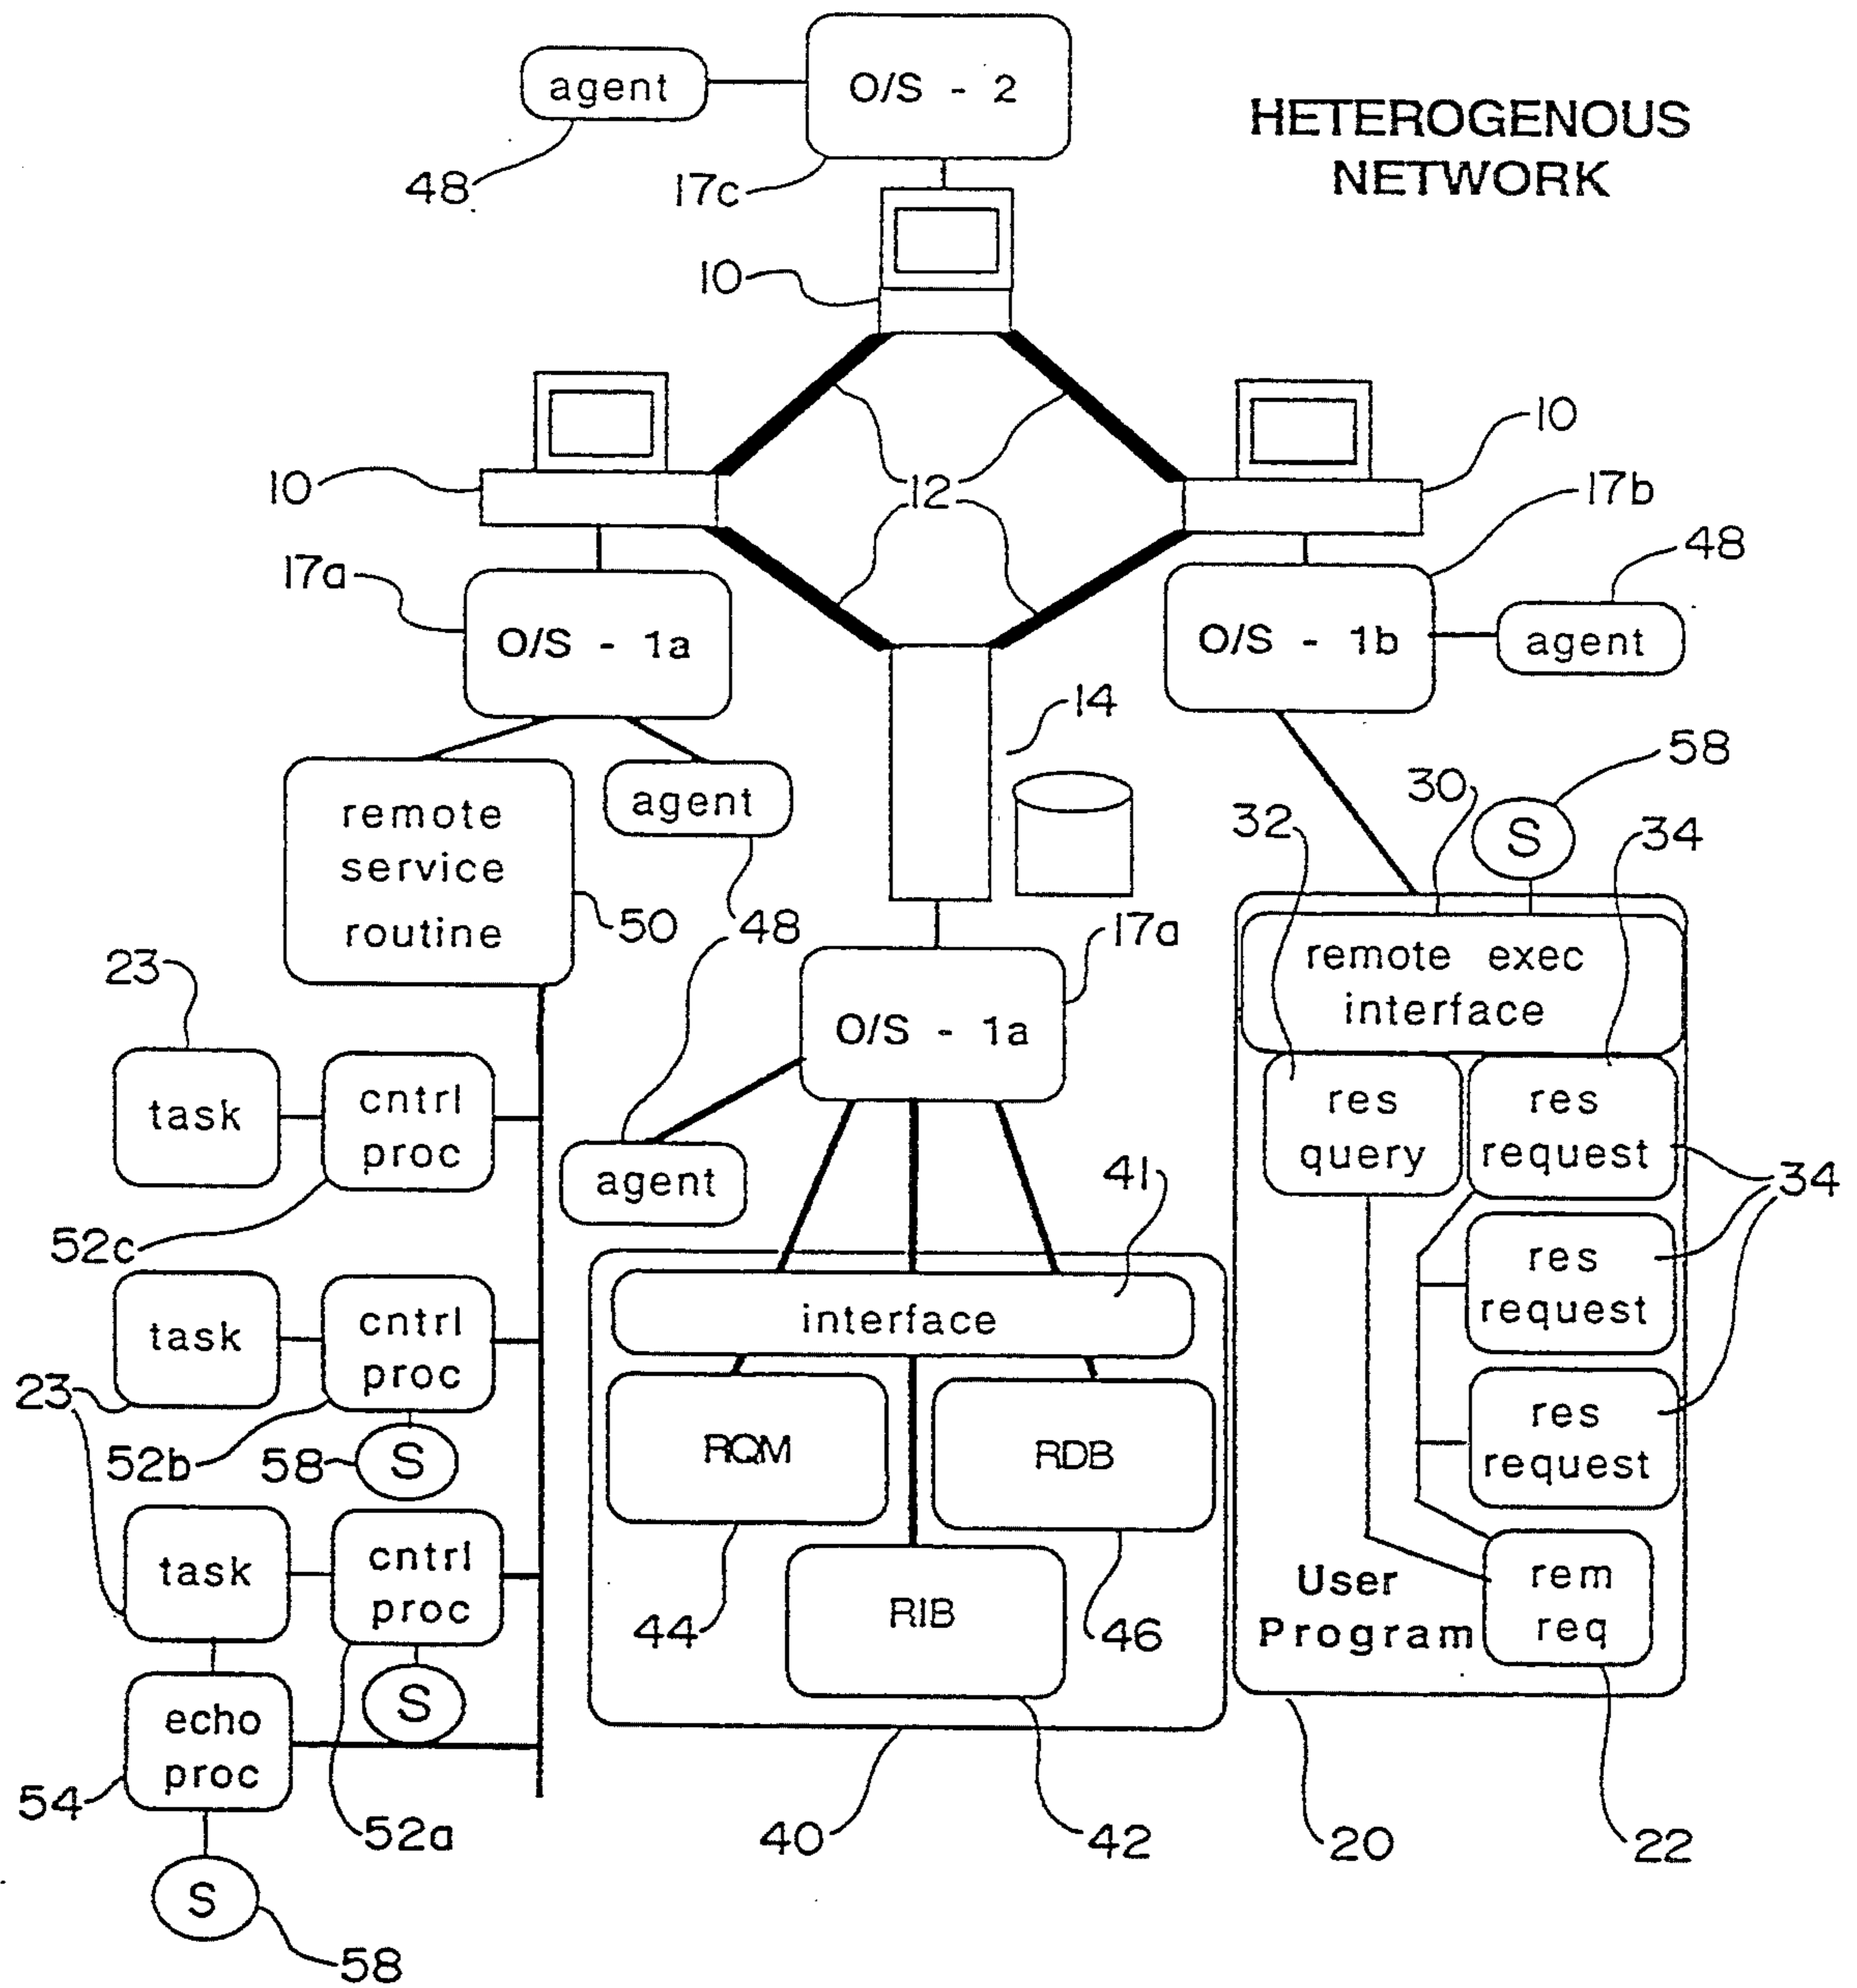 agent
O/S - 2
HETEROGENOUS
NETWORK
48
17c
10
10
10
12
17b
17a
48
O/S - 1a
O/S - 1b
agent
14
58
30
32
S
34
remote
service
routine
agent
50
48
17a
23
remote exec
interface
O/S - 1a
task
cntrl
proc
res
query
res
request
34
agent
41
52c
res
request
task
cntrl
proc
interface
23
res
request
52b
58
S
RQM
RDB
task
cntrl
proc
44
RIB
46
User
Program
rem
req
echo
proc
S
54
52a
40
42
20
22
S
58